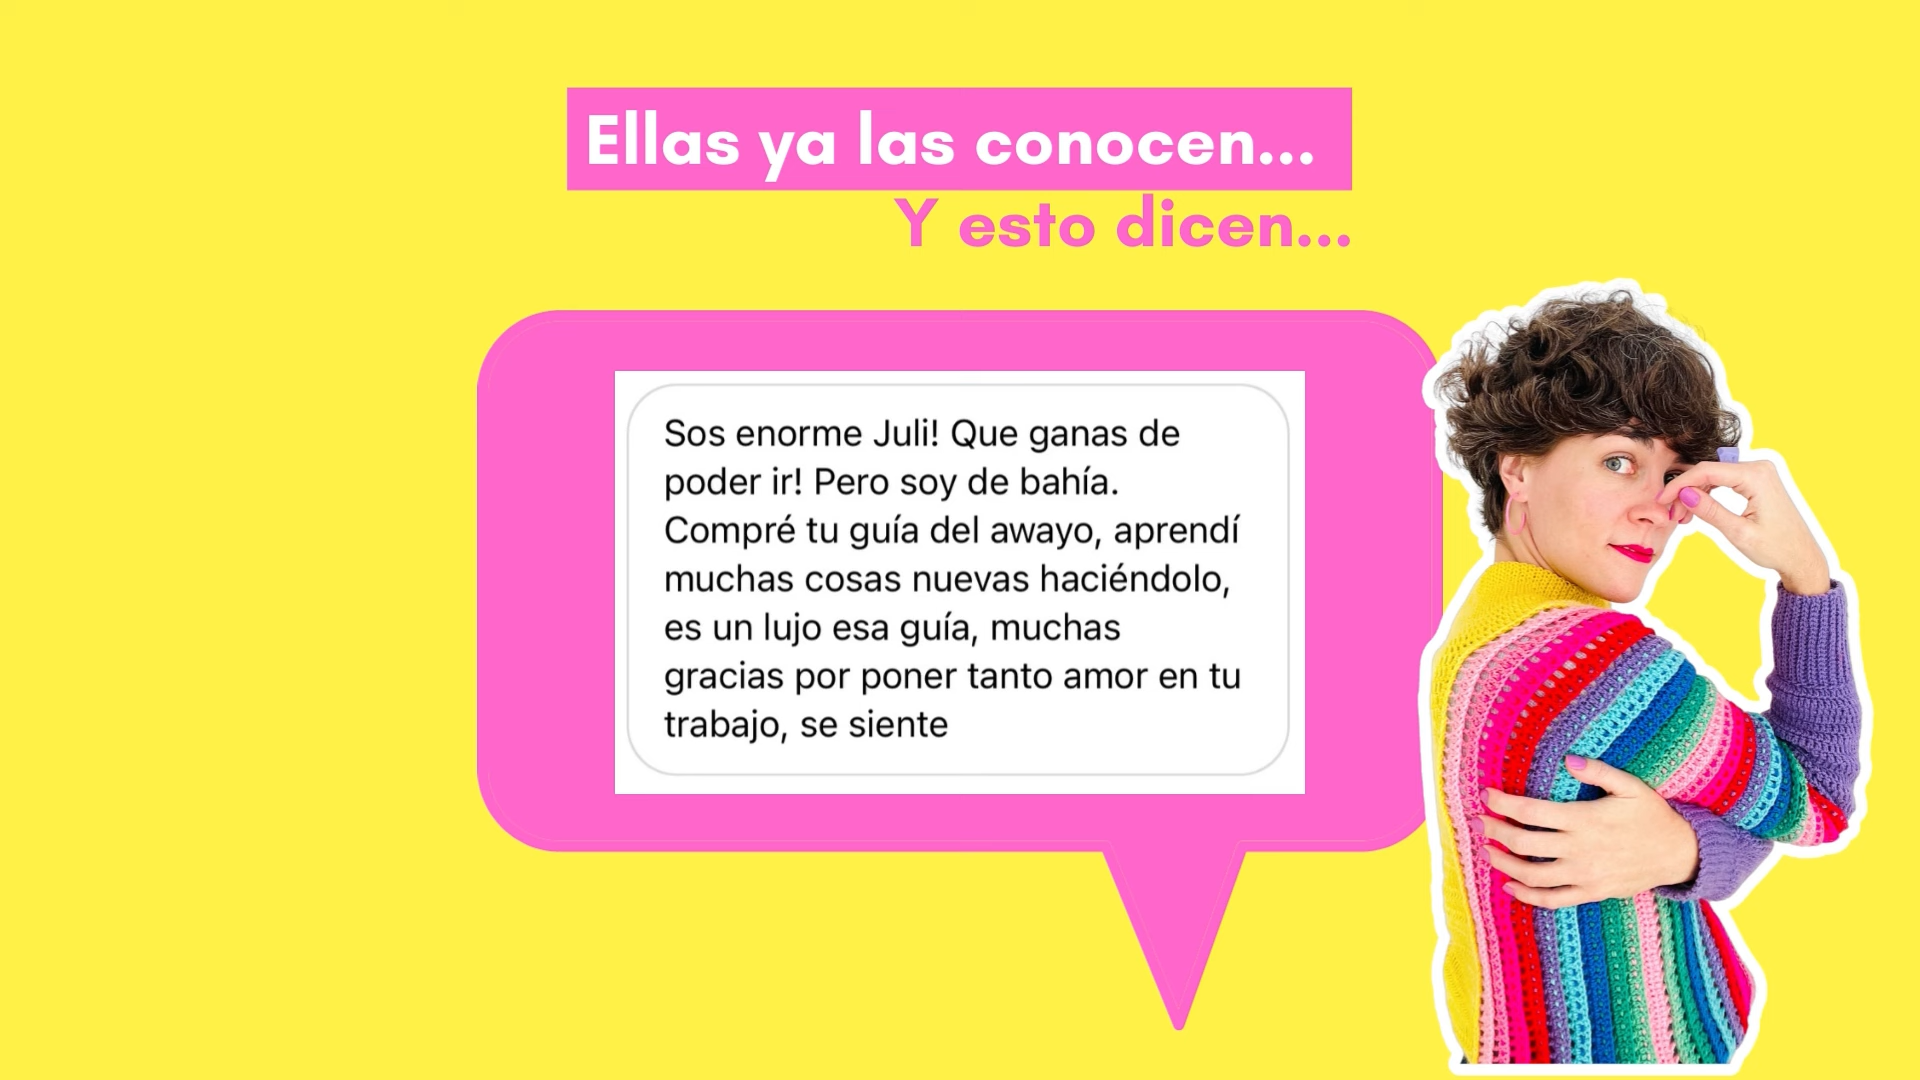 Ellas ya las conocen...
Y esto dicen...
Sos enorme Juli! Que ganas de
poder ir! Pero soy de bahía.
Compré tu guía del awayo, aprendí
muchas cosas nuevas haciéndolo,
es un lujo esa guía, muchas
gracias por poner tanto amor en tu
trabajo, se siente